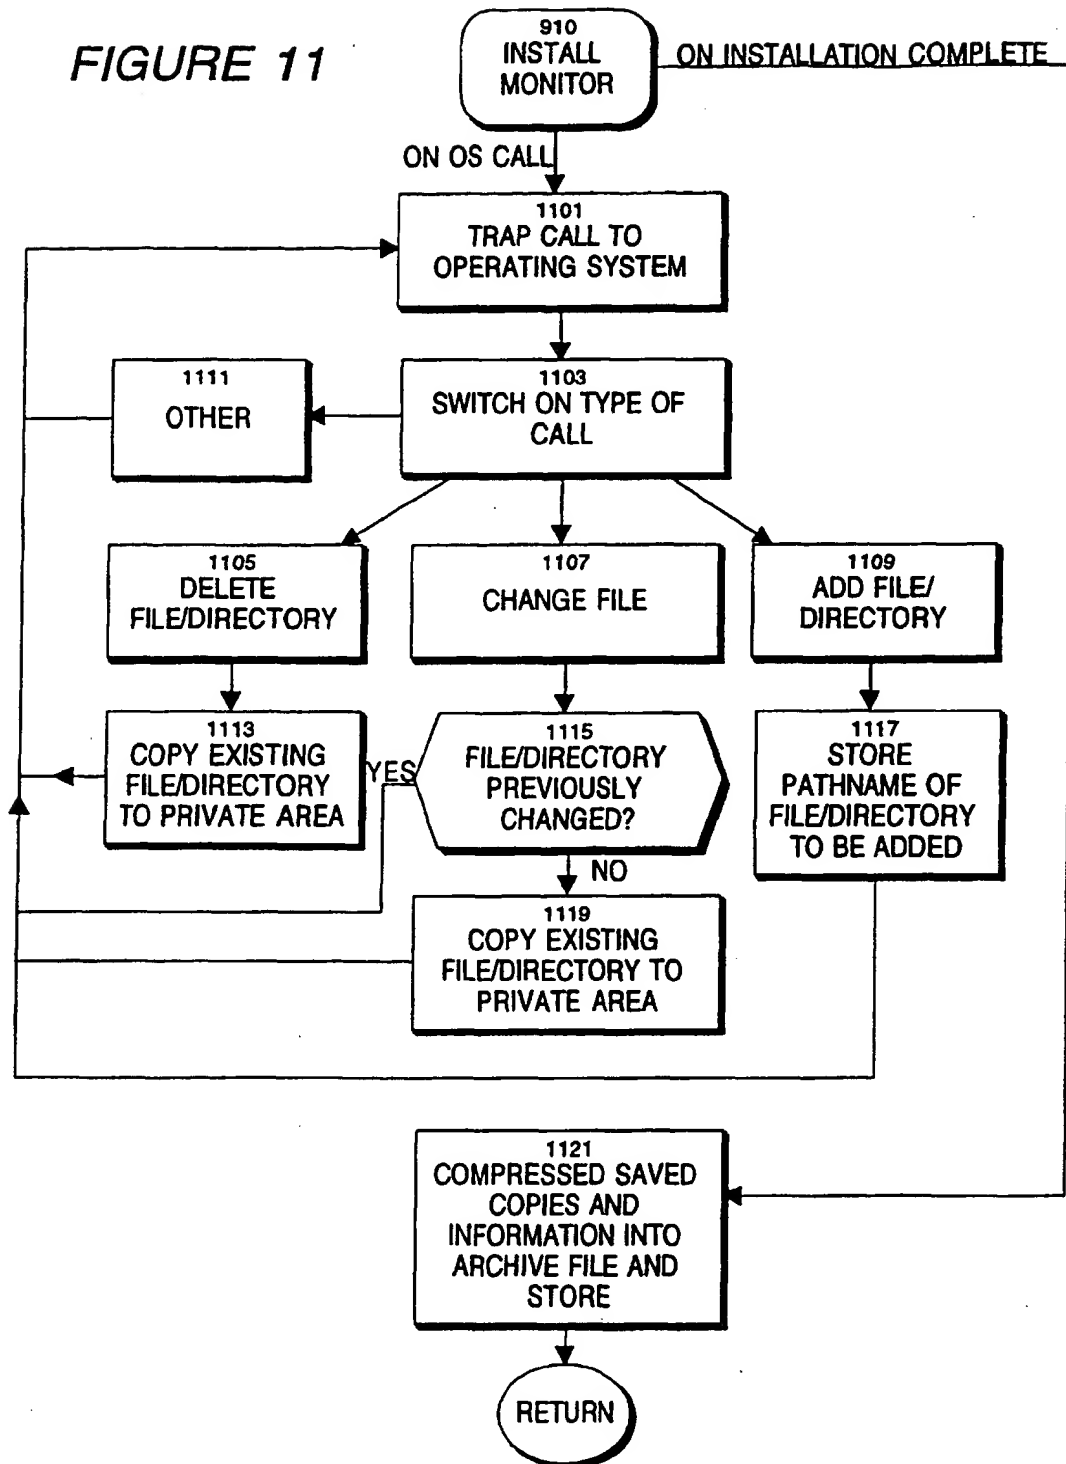 FIGURE 11
910
INSTALL
MONITOR
ON INSTALLATION COMPLETE
ON OS CALL
1101
TRAP CALL TO
OPERATING SYSTEM
1111
OTHER
1103
SWITCH ON TYPE OF
CALL
1105
DELETE
FILE/DIRECTORY
1107
CHANGE FILE
1109
ADD FILE/
DIRECTORY
1113
COPY EXISTING
FILE/DIRECTORY
TO PRIVATE AREA
YES
1115
FILE/DIRECTORY
PREVIOUSLY
CHANGED?
1117
STORE
PATHNAME OF
FILE/DIRECTORY
TO BE ADDED
NO
1119
COPY EXISTING
FILE/DIRECTORY TO
PRIVATE AREA
1121
COMPRESSED SAVED
COPIES AND
INFORMATION INTO
ARCHIVE FILE AND
STORE
RETURN